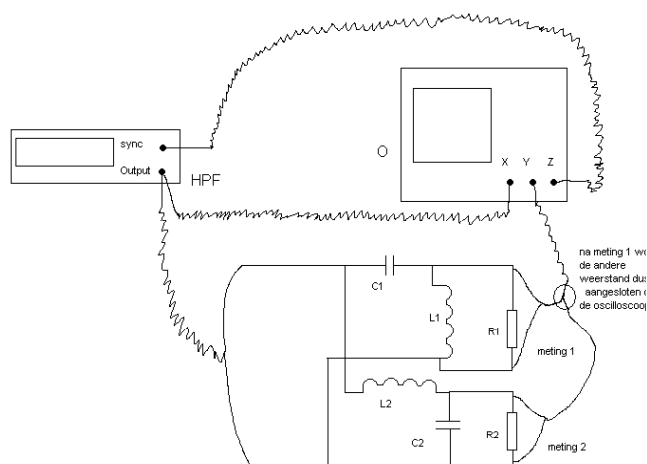 sync
Output
HPF
O
X Y Z
na meting 1 wo
de andere
weerstand dus
aangesloten o
de oscilloscoop
C1
L1
R1
meting 1
L2
C2
R2
meting 2